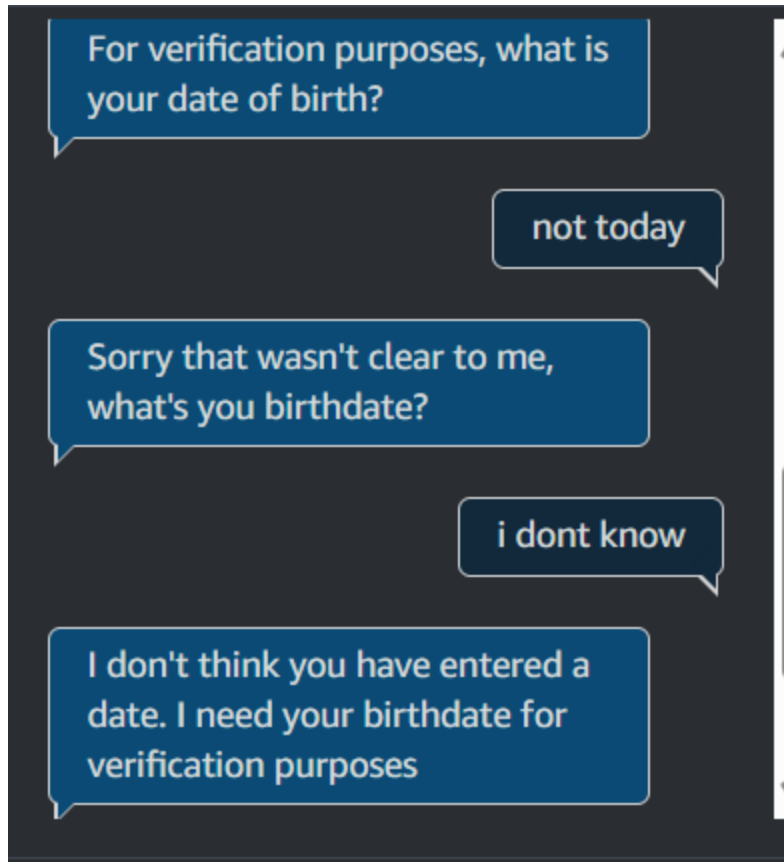 For verification purposes, what is
your date of birth?
not today
Sorry that wasn't clear to me,
what's you birthdate?
i dont know
I don't think you have entered a
date. I need your birthdate for
verification purposes